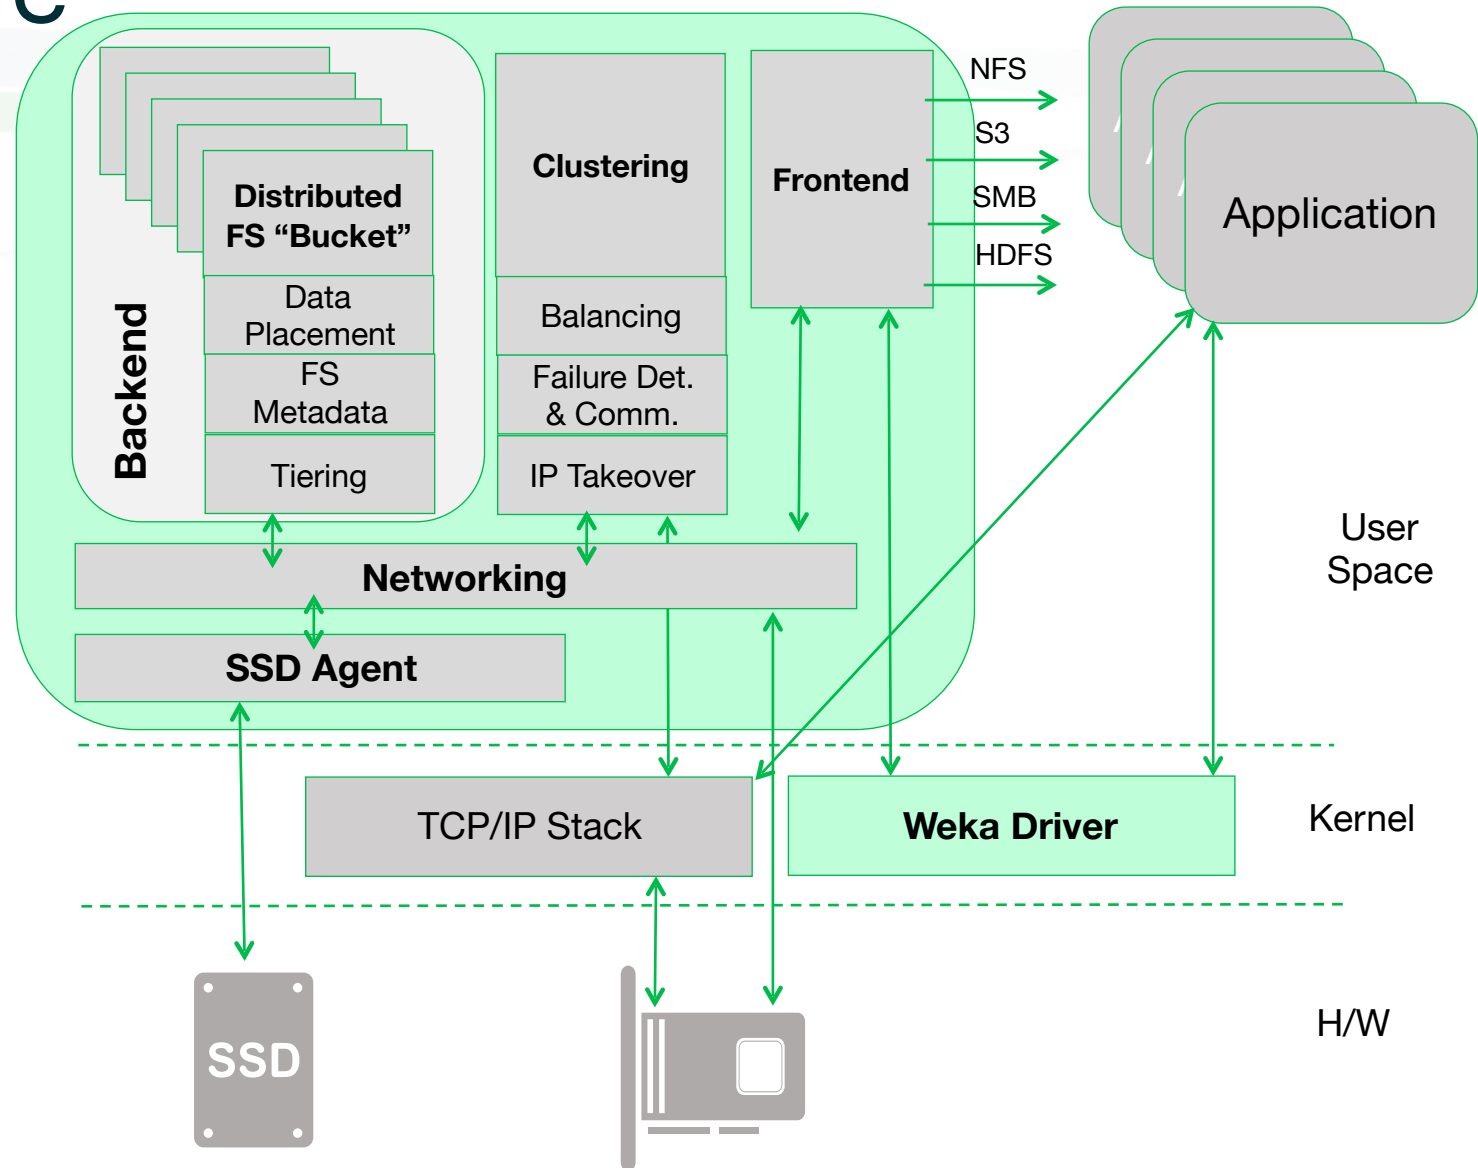 Distributed
FS “Bucket”
Data
Placement
FS
Metadata
Tiering
Backend
Clustering
Balancing
Failure Det.
& Comm.
IP Takeover
Frontend
NFS
S3
SMB
HDFS
Application
Networking
SSD Agent
User
Space
TCP/IP Stack
Weka Driver
Kernel
SSD
H/W